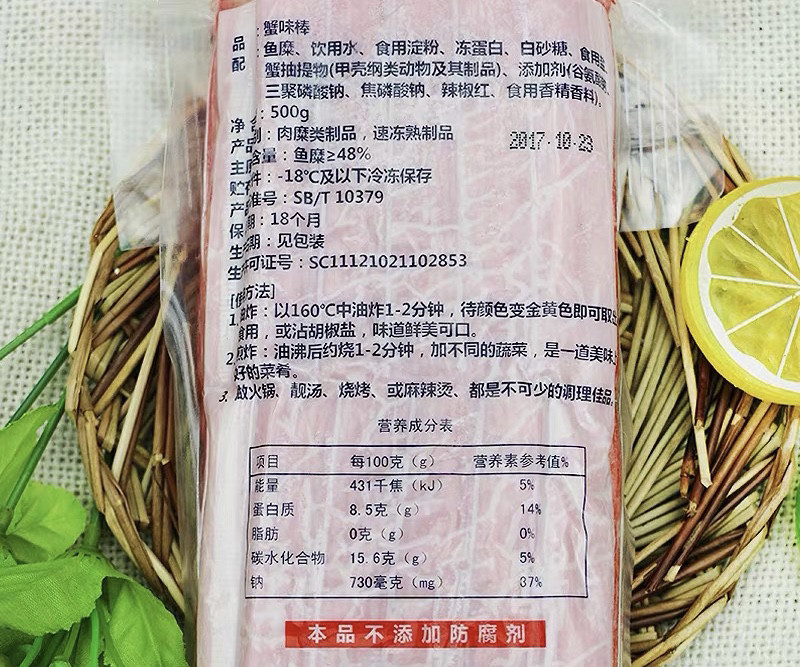 品 : 蟹味棒
配 : 鱼糜、饮用水、食用淀粉、冻蛋白、白砂糖、食用盐
蟹抽提物(甲壳纲类动物及其制品)、添加剂(谷氨
三聚磷酸钠、焦磷酸钠、辣椒红、食用香精香料)。
净 : 500g
产 别：肉糜类制品，速冻熟制品
2017·10·23
主 含量：鱼糜≥48%
贮 件：-18℃及以下冷冻保存
产 准号：SB/T 10379
保 期：18个月
生 期：见包装
生 许可证号：SC11121021102853
方法]
1. 油炸：以160℃中油炸1-2分钟，待颜色变金黄色即可取出
食用，或沾胡椒盐，味道鲜美可口。
2. 炸：油沸后约烧1-2分钟，加不同的蔬菜，是一道美味
好的菜肴。
3. 放火锅、靓汤、烧烤、或麻辣烫、都是不可少的调理佳品。
营养成分表
项目 每100克（g） 营养素参考值%
能量 431千焦（kJ） 5%
蛋白质 8.5克（g） 14%
脂肪 0克（g） 0%
碳水化合物 15.6克（g） 5%
钠 730毫克（mg） 37%
本品不添加防腐剂